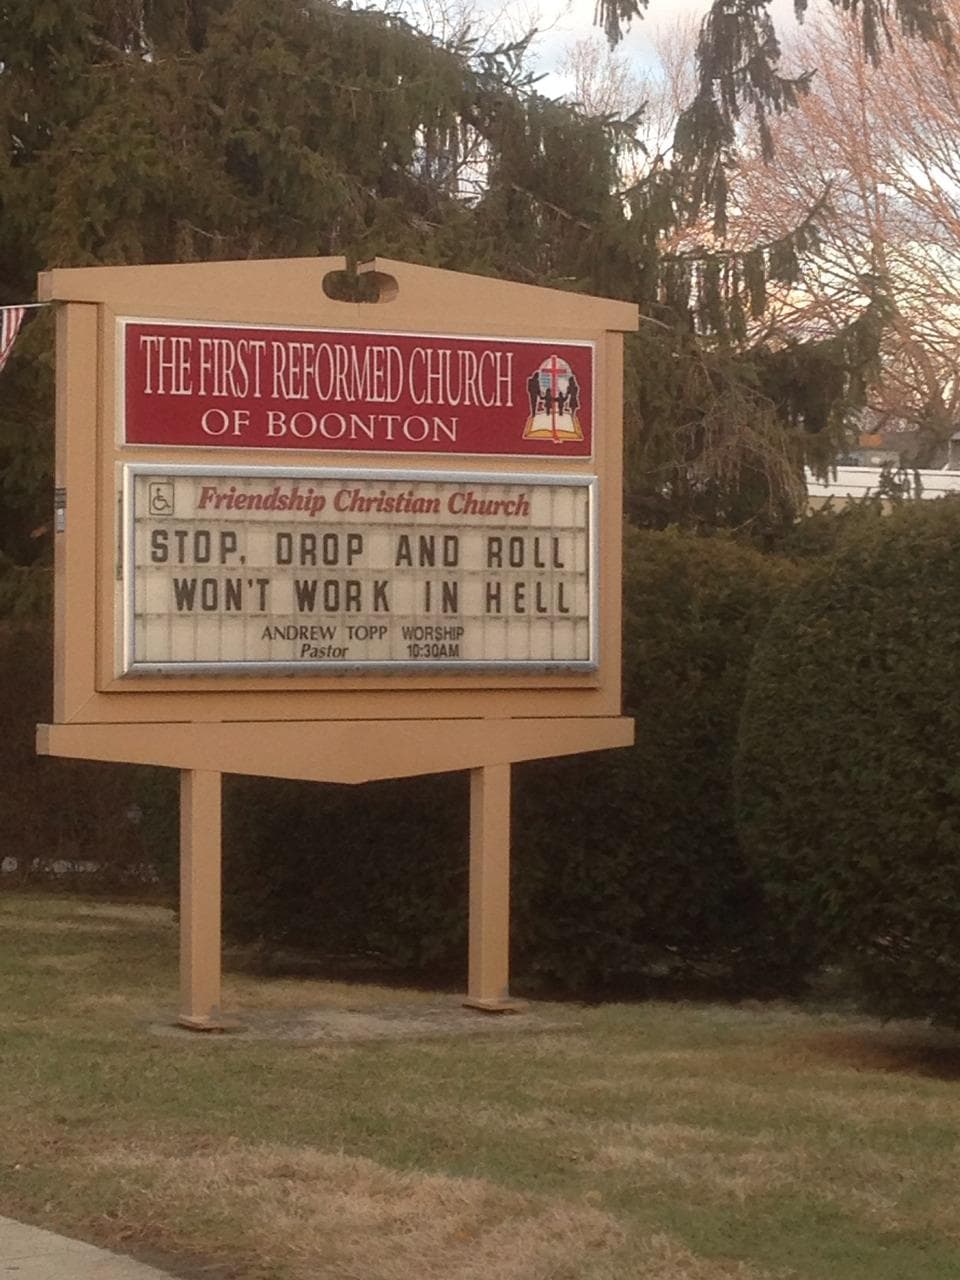 THE FIRST REFORMED CHURCH
OF BOONTON
Friendship Christian Church
STOP, DROP AND ROLL
WON'T WORK IN HELL
ANDREW TOPP WORSHIP
Pastor 10:30AM